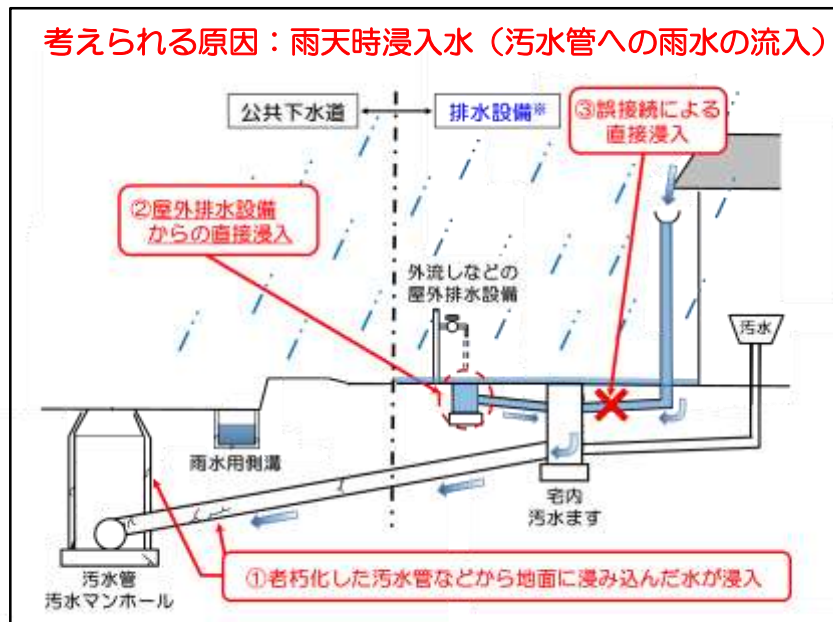 考えられる原因：雨天時浸入水（汚水管への雨水の流入）
公共下水道
排水設備※
③誤接続による
直接浸入
②屋外排水設備
からの直接浸入
外流しなどの
屋外排水設備
汚水
雨水用側溝
宅内
汚水ます
汚水管
汚水マンホール
①老朽化した汚水管などから地面に浸み込んだ水が浸入